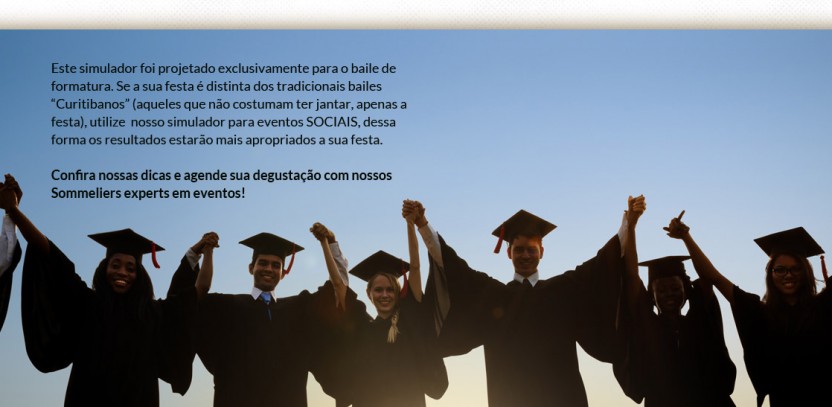 Este simulador foi projetado exclusivamente para o baile de
formatura. Se a sua festa é distinta dos tradicionais bailes
“Curitibanos” (aqueles que não costumam ter jantar, apenas a
festa), utilize nosso simulador para eventos SOCIAIS, dessa
forma os resultados estarão mais apropriados a sua festa.
Confira nossas dicas e agende sua degustação com nossos
Sommeliers experts em eventos!